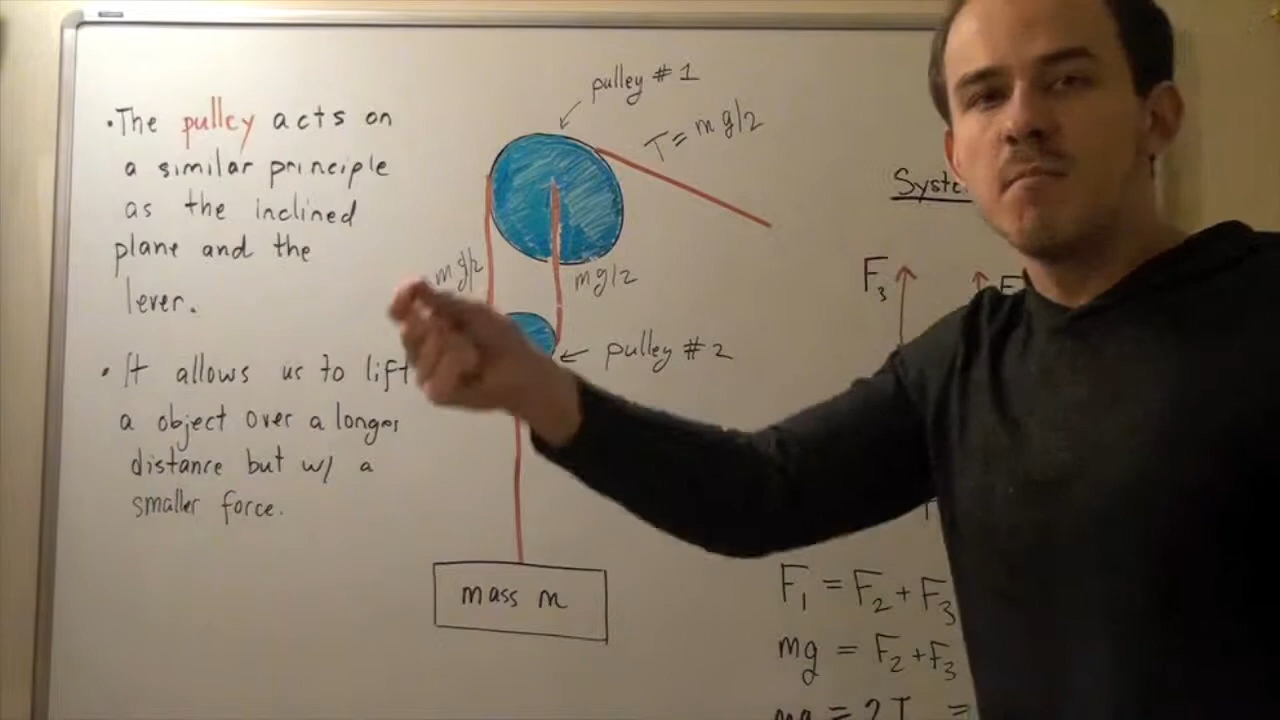 •The pulley acts on
a similar principle
as the inclined
plane and the
lever.
• It allows us to lift
a object over a longer
distance but w/ a
smaller force.
pulley # 1
T = mg/2
mg/2
mg/2
pulley # 2
mass m
F₃
F₁ = F₂ + F₃
mg = F₂ + F₃
mg = 2T =